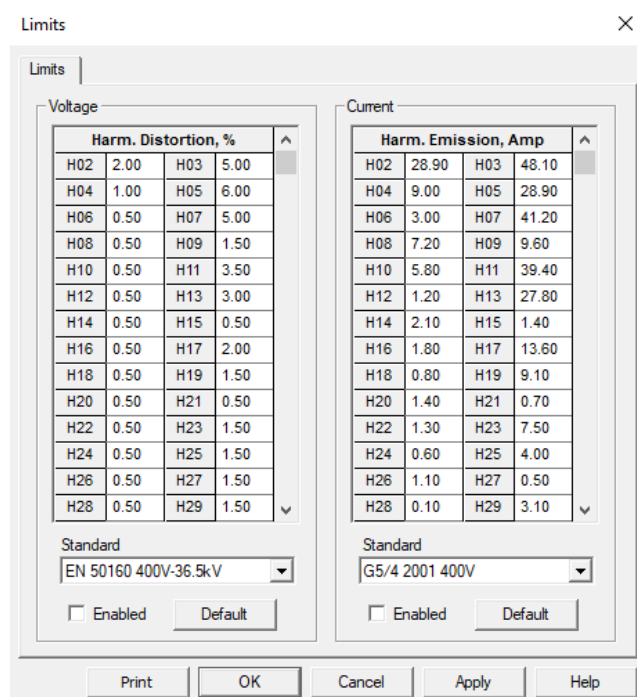 Limits
Limits
Voltage
Harm. Distortion, %
H02 2.00 H03 5.00
H04 1.00 H05 6.00
H06 0.50 H07 5.00
H08 0.50 H09 1.50
H10 0.50 H11 3.50
H12 0.50 H13 3.00
H14 0.50 H15 0.50
H16 0.50 H17 2.00
H18 0.50 H19 1.50
H20 0.50 H21 0.50
H22 0.50 H23 1.50
H24 0.50 H25 1.50
H26 0.50 H27 1.50
H28 0.50 H29 1.50
Standard
EN 50160 400V-36.5kV
Enabled
Default
Current
Harm. Emission, Amp
H02 28.90 H03 48.10
H04 9.00 H05 28.90
H06 3.00 H07 41.20
H08 7.20 H09 9.60
H10 5.80 H11 39.40
H12 1.20 H13 27.80
H14 2.10 H15 1.40
H16 1.80 H17 13.60
H18 0.80 H19 9.10
H20 1.40 H21 0.70
H22 1.30 H23 7.50
H24 0.60 H25 4.00
H26 1.10 H27 0.50
H28 0.10 H29 3.10
Standard
G5/4 2001 400V
Enabled
Default
Print
OK
Cancel
Apply
Help